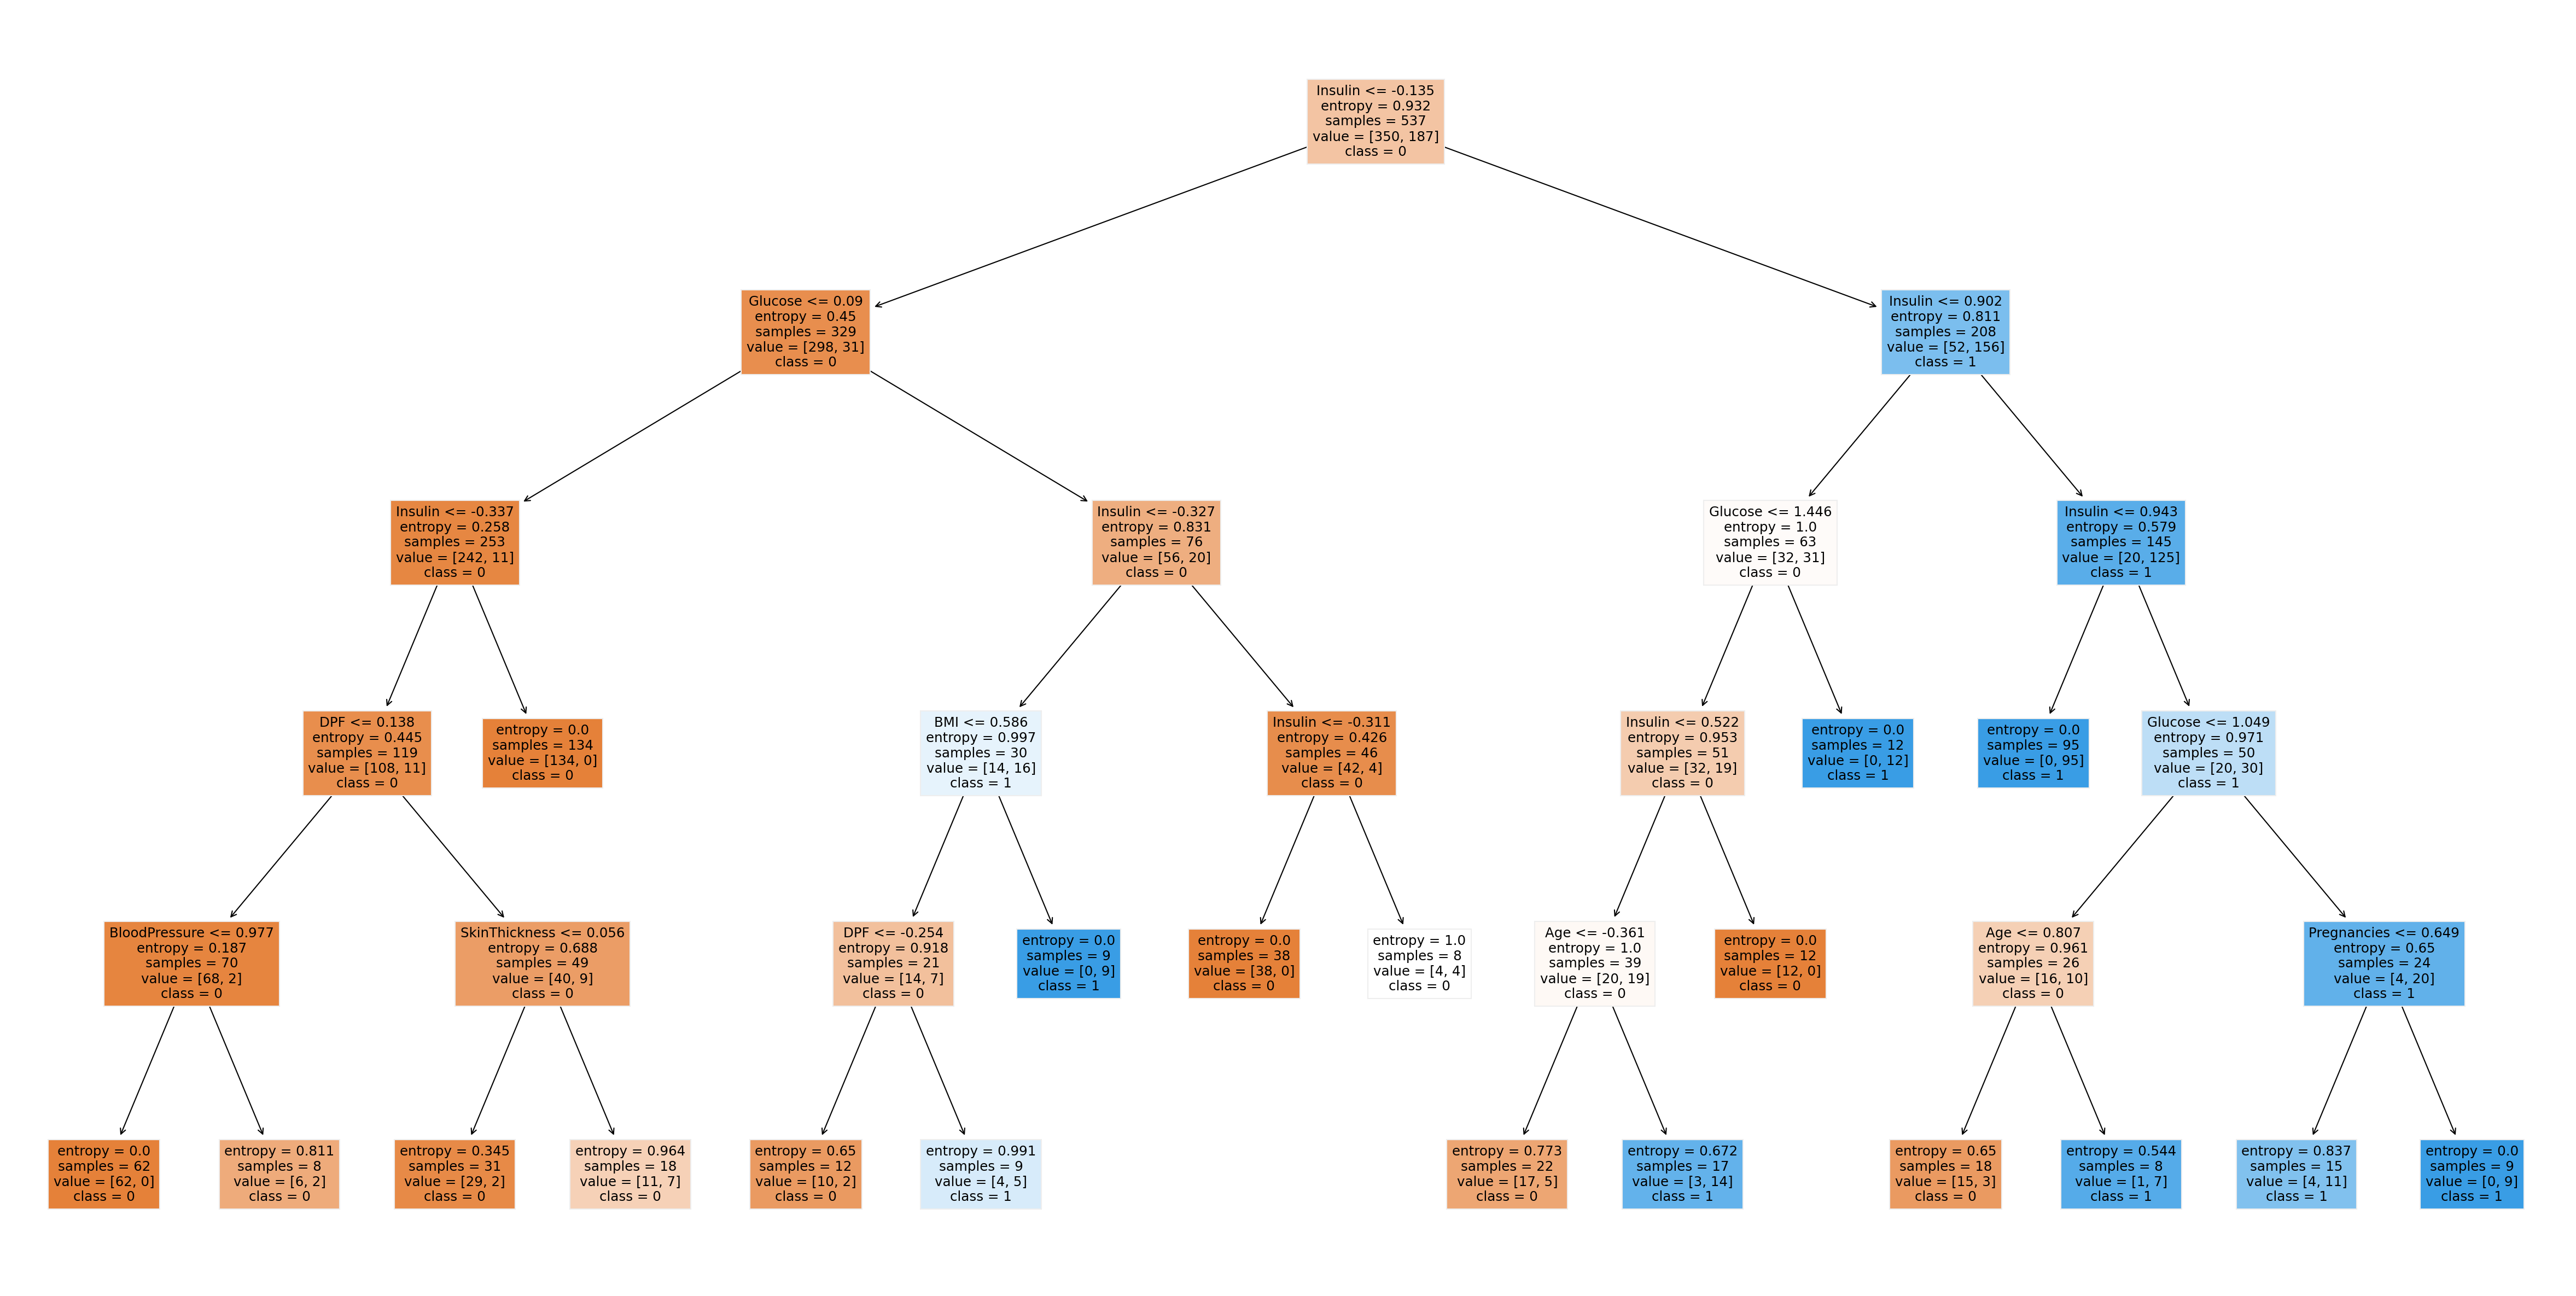 Insulin <= -0.135
entropy = 0.932
samples = 537
value = [350, 187]
class = 0
Glucose <= 0.09
entropy = 0.45
samples = 329
value = [298, 31]
class = 0
Insulin <= 0.902
entropy = 0.811
samples = 208
value = [52, 156]
class = 1
Insulin <= -0.337
entropy = 0.258
samples = 253
value = [242, 11]
class = 0
Insulin <= -0.327
entropy = 0.831
samples = 76
value = [56, 20]
class = 0
Glucose <= 1.446
entropy = 1.0
samples = 63
value = [32, 31]
class = 0
Insulin <= 0.943
entropy = 0.579
samples = 145
value = [20, 125]
class = 1
DPF <= 0.138
entropy = 0.445
samples = 119
value = [108, 11]
class = 0
entropy = 0.0
samples = 134
value = [134, 0]
class = 0
BMI <= 0.586
entropy = 0.997
samples = 30
value = [14, 16]
class = 1
Insulin <= -0.311
entropy = 0.426
samples = 46
value = [42, 4]
class = 0
Insulin <= 0.522
entropy = 0.953
samples = 51
value = [32, 19]
class = 0
entropy = 0.0
samples = 12
value = [0, 12]
class = 1
entropy = 0.0
samples = 95
value = [0, 95]
class = 1
Glucose <= 1.049
entropy = 0.971
samples = 50
value = [20, 30]
class = 1
BloodPressure <= 0.977
entropy = 0.187
samples = 70
value = [68, 2]
class = 0
SkinThickness <= 0.056
entropy = 0.688
samples = 49
value = [40, 9]
class = 0
DPF <= -0.254
entropy = 0.918
samples = 21
value = [14, 7]
class = 0
entropy = 0.0
samples = 9
value = [0, 9]
class = 1
entropy = 0.0
samples = 38
value = [38, 0]
class = 0
entropy = 1.0
samples = 8
value = [4, 4]
class = 0
Age <= -0.361
entropy = 1.0
samples = 39
value = [20, 19]
class = 0
entropy = 0.0
samples = 12
value = [12, 0]
class = 0
Age <= 0.807
entropy = 0.961
samples = 26
value = [16, 10]
class = 0
Pregnancies <= 0.649
entropy = 0.65
samples = 24
value = [4, 20]
class = 1
entropy = 0.0
samples = 62
value = [62, 0]
class = 0
entropy = 0.811
samples = 8
value = [6, 2]
class = 0
entropy = 0.345
samples = 31
value = [29, 2]
class = 0
entropy = 0.964
samples = 18
value = [11, 7]
class = 0
entropy = 0.65
samples = 12
value = [10, 2]
class = 0
entropy = 0.991
samples = 9
value = [4, 5]
class = 1
entropy = 0.773
samples = 22
value = [17, 5]
class = 0
entropy = 0.672
samples = 17
value = [3, 14]
class = 1
entropy = 0.65
samples = 18
value = [15, 3]
class = 0
entropy = 0.544
samples = 8
value = [1, 7]
class = 1
entropy = 0.837
samples = 15
value = [4, 11]
class = 1
entropy = 0.0
samples = 9
value = [0, 9]
class = 1